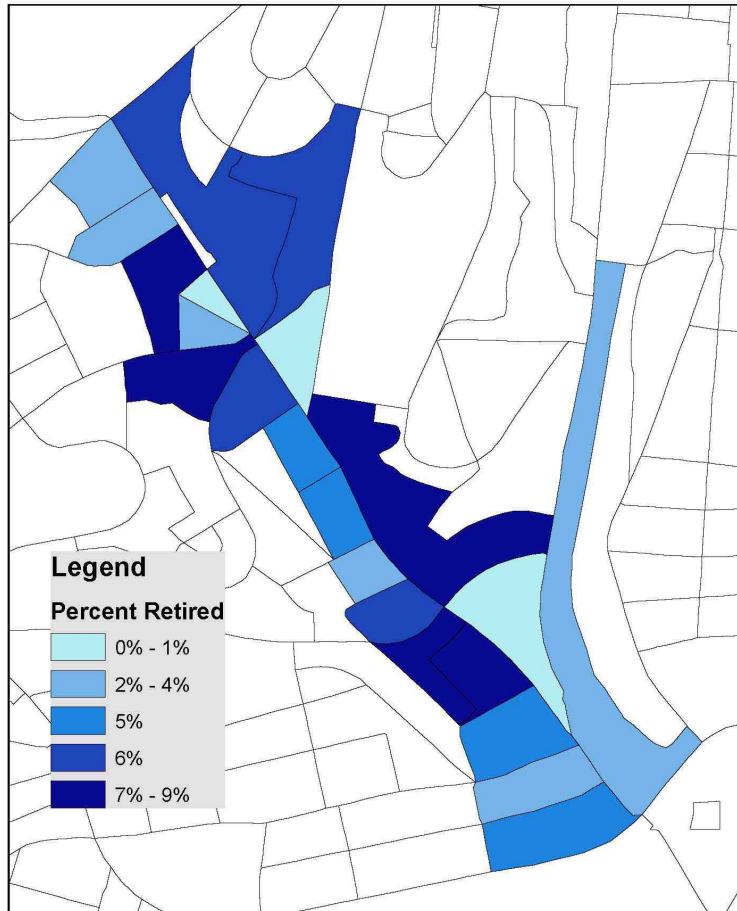 Legend
Percent Retired
0% - 1%
2% - 4%
5%
6%
7% - 9%